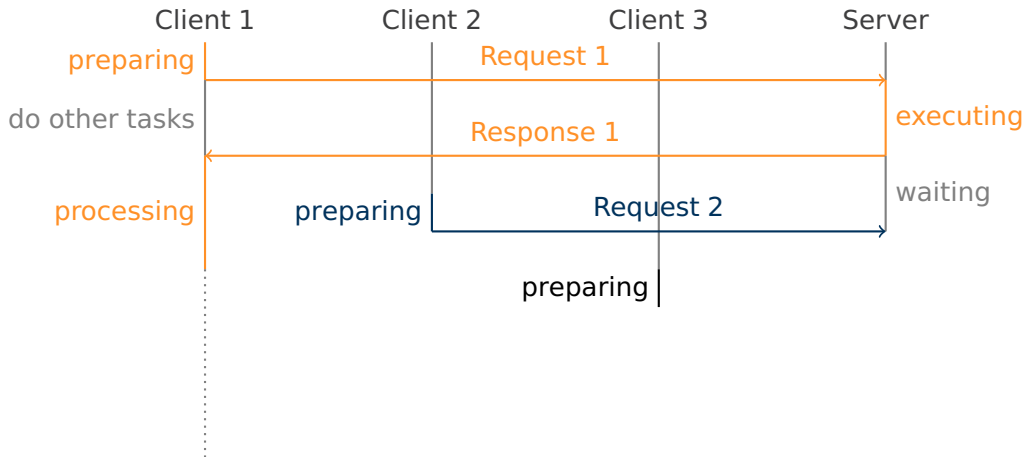 Client 1
Client 2
Client 3
Server
preparing
Request 1
do other tasks
executing
Response 1
waiting
processing
preparing
Request 2
preparing